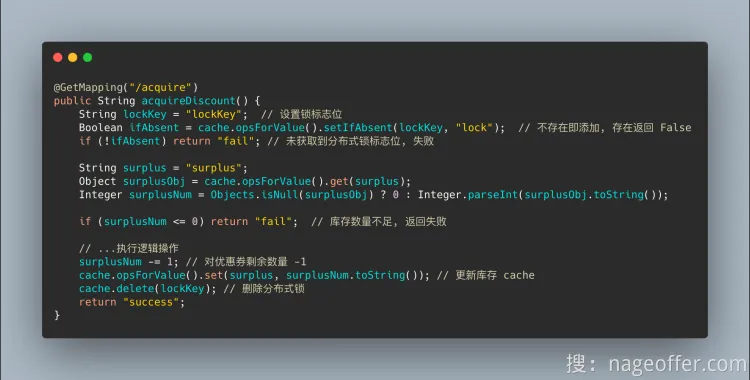 @GetMapping("/acquire")
public String acquireDiscount() {
    String lockKey = "lockKey";  // 设置锁标志位
    Boolean ifAbsent = cache.opsForValue().setIfAbsent(lockKey, "lock");  // 不存在即添加, 存在返回 False
    if (!ifAbsent) return "fail"; // 未获取到分布式锁标志位, 失败

    String surplus = "surplus";
    Object surplusObj = cache.opsForValue().get(surplus);
    Integer surplusNum = Objects.isNull(surplusObj) ? 0 : Integer.parseInt(surplusObj.toString());

    if (surplusNum <= 0) return "fail";  // 库存数量不足, 返回失败

    // ...执行逻辑操作
    surplusNum -= 1; // 对优惠券剩余数量 -1
    cache.opsForValue().set(surplus, surplusNum.toString()); // 更新库存 cache
    cache.delete(lockKey); // 删除分布式锁
    return "success";
}
搜：nageoffer.com